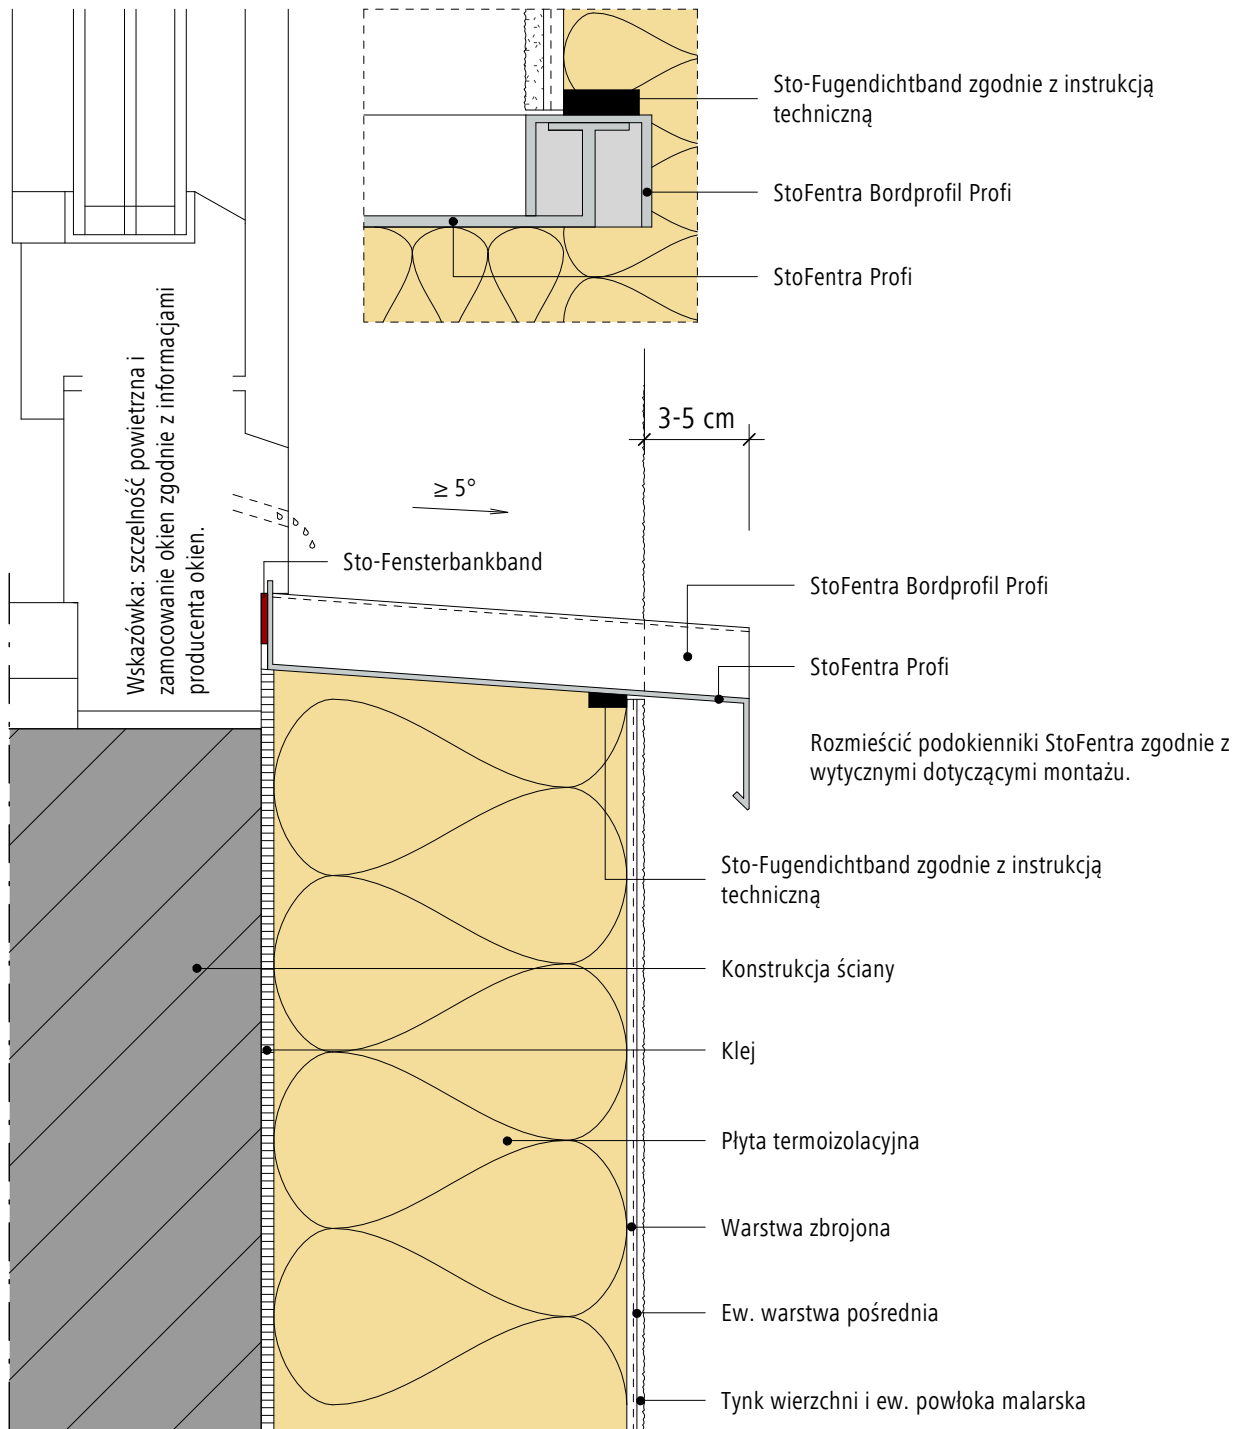 Sto-Fugendichtband zgodnie z instrukcją
techniczną
StoFentra Bordprofil Profi
StoFentra Profi
Wskazówka: szczelność powietrzna i
zamocowanie okien zgodnie z informacjami
producenta okien.
3-5 cm
≥ 5°
Sto-Fensterbankband
StoFentra Bordprofil Profi
StoFentra Profi
Rozmieścić podokienniki StoFentra zgodnie z
wytycznymi dotyczącymi montażu.
Sto-Fugendichtband zgodnie z instrukcją
techniczną
Konstrukcja ściany
Klej
Płyta termoizolacyjna
Warstwa zbrojona
Ew. warstwa pośrednia
Tynk wierzchni i ew. powłoka malarska